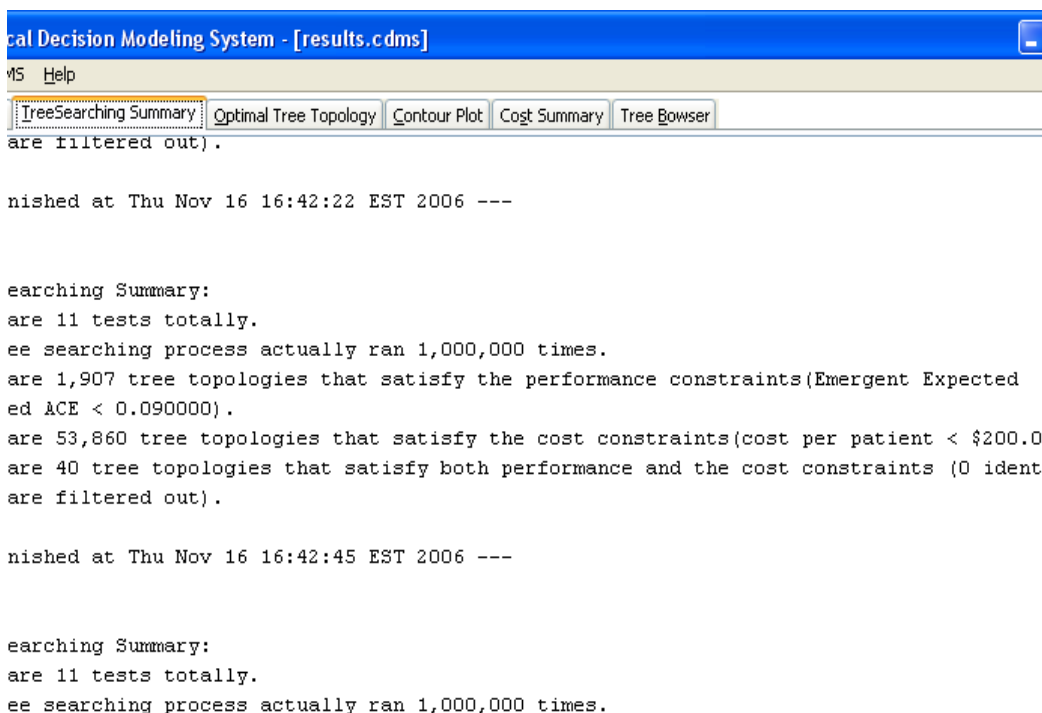 cal Decision Modeling System - [results.cdms]
MS Help
TreeSearching Summary Optimal Tree Topology Contour Plot Cost Summary Tree Bowser
are filtered out).
nished at Thu Nov 16 16:42:22 EST 2006 ---
earching Summary:
are 11 tests totally.
ee searching process actually ran 1,000,000 times.
are 1,907 tree topologies that satisfy the performance constraints(Emergent Expected
ed ACE < 0.090000).
are 53,860 tree topologies that satisfy the cost constraints(cost per patient < $200.0
are 40 tree topologies that satisfy both performance and the cost constraints (0 ident
are filtered out).
nished at Thu Nov 16 16:42:45 EST 2006 ---
earching Summary:
are 11 tests totally.
ee searching process actually ran 1,000,000 times.